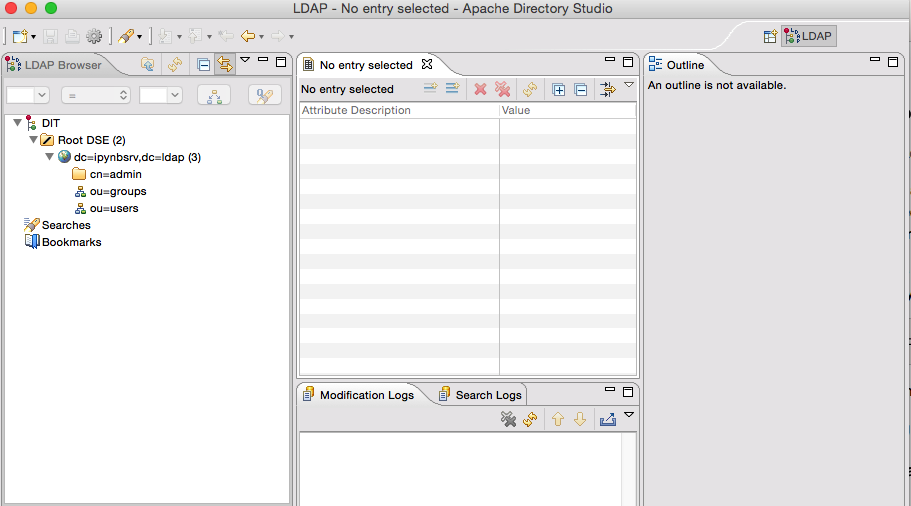 LDAP - No entry selected - Apache Directory Studio
LDAP
LDAP Browser
No entry selected
Outline
=
No entry selected
An outline is not available.
Attribute Description
Value
DIT
Root DSE (2)
dc=ipynbsrv,dc=ldap (3)
cn=admin
ou=groups
ou=users
Searches
Bookmarks
Modification Logs
Search Logs